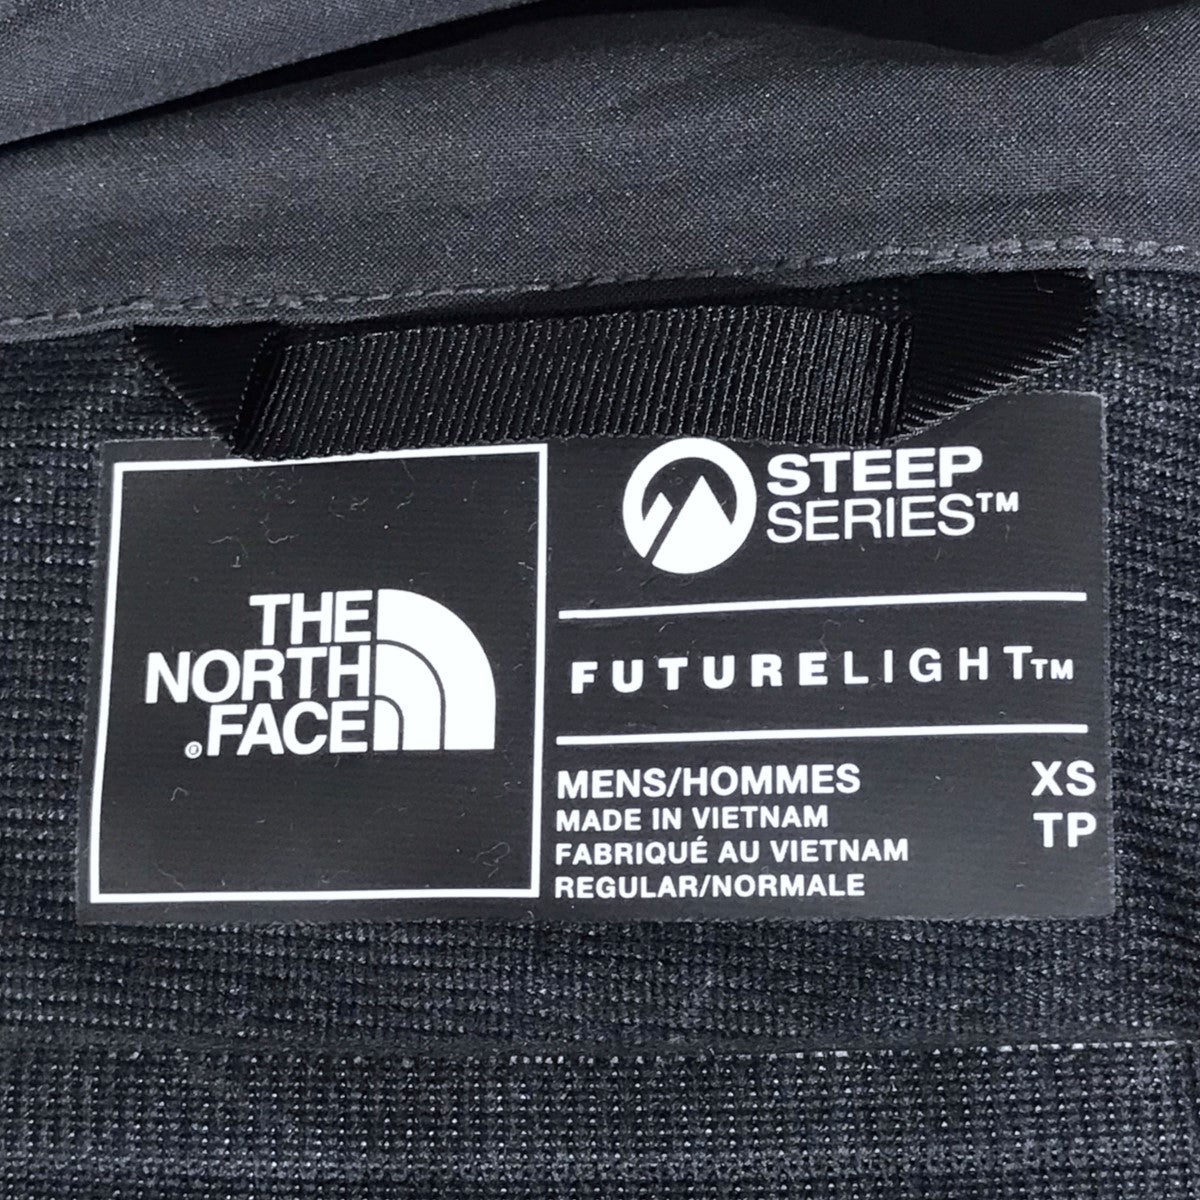 THE
NORTH
®FACE
STEEP
SERIES™
FUTURELIGHT™
MENS/HOMMES XS
MADE IN VIETNAM TP
FABRIQUÉ AU VIETNAM
REGULAR/NORMALE